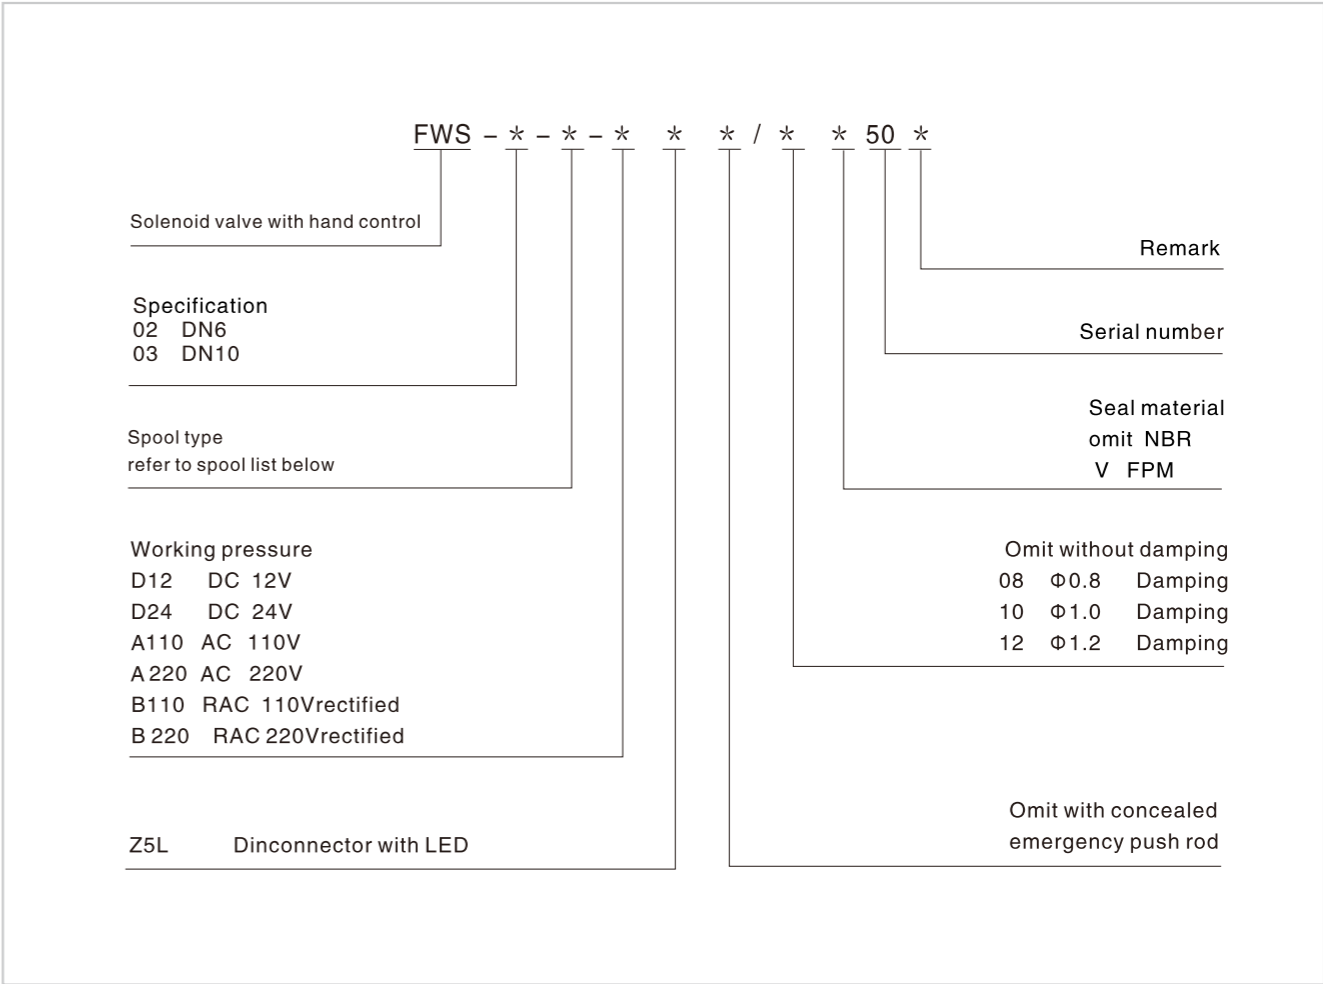 FWS – * – * – * * * / * * 50 *
Solenoid valve with hand control
Specification
02 DN6
03 DN10
Spool type
refer to spool list below
Working pressure
D12 DC 12V
D24 DC 24V
A110 AC 110V
A 220 AC 220V
B110 RAC 110Vrectified
B 220 RAC 220Vrectified
Z5L Dinconnector with LED
Remark
Serial number
Seal material
omit NBR
V FPM
Omit without damping
08 Φ0.8 Damping
10 Φ1.0 Damping
12 Φ1.2 Damping
Omit with concealed
emergency push rod